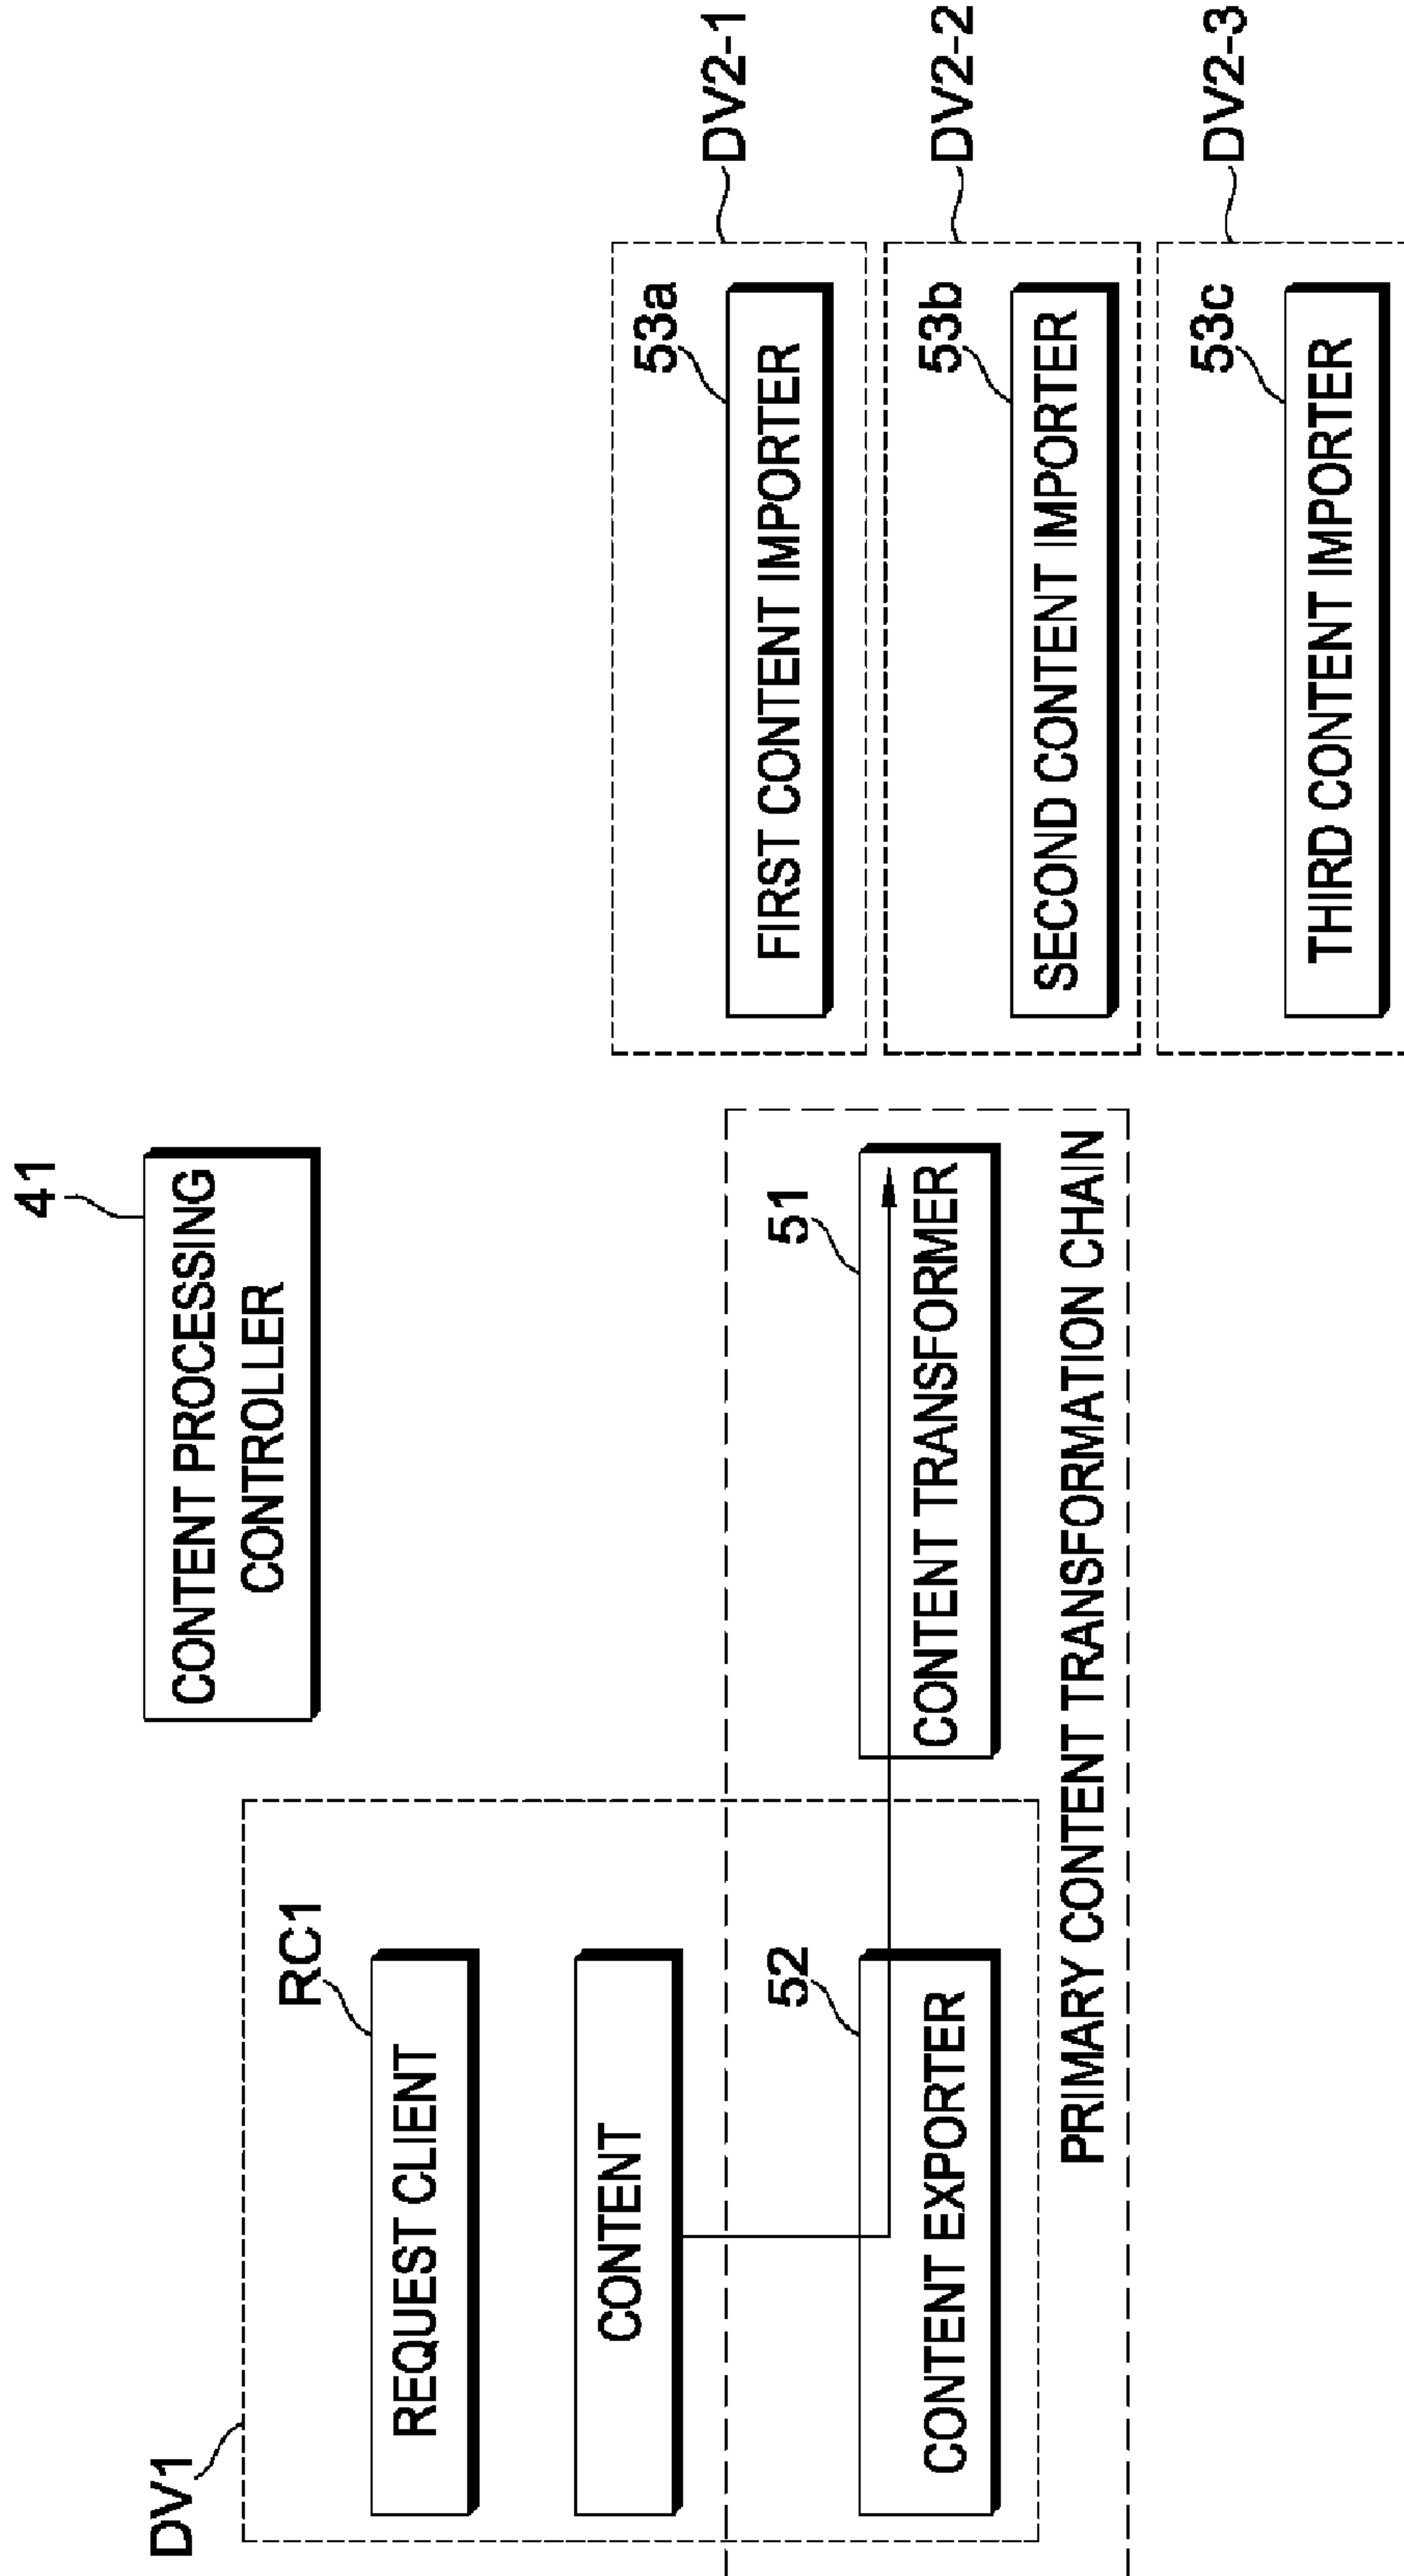 41
CONTENT PROCESSING
CONTROLLER
DV1
RC1
REQUEST CLIENT
CONTENT
52
CONTENT EXPORTER
51
CONTENT TRANSFORMER
PRIMARY CONTENT TRANSFORMATION CHAIN
DV2-1
53a
FIRST CONTENT IMPORTER
DV2-2
53b
SECOND CONTENT IMPORTER
DV2-3
53c
THIRD CONTENT IMPORTER